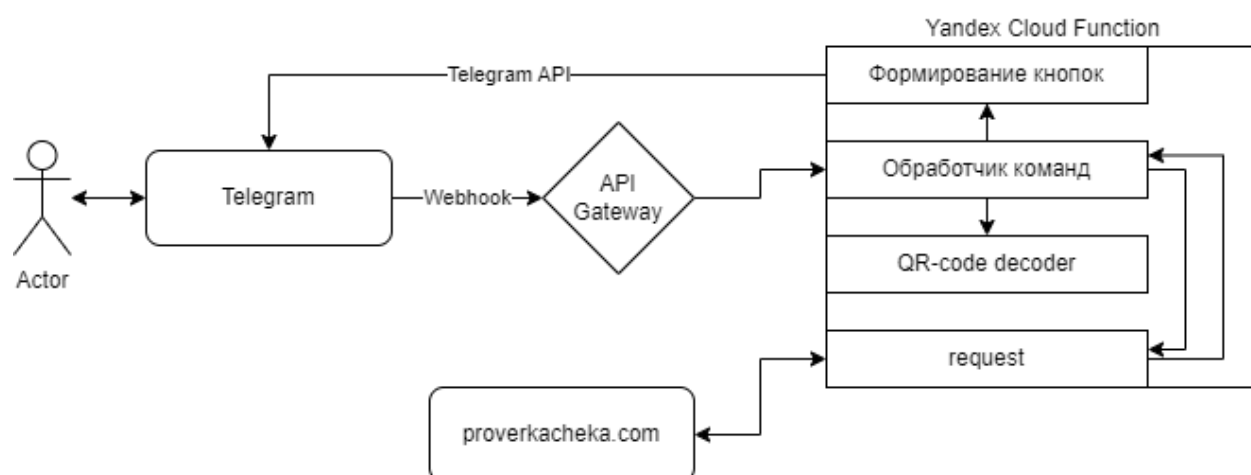 Yandex Cloud Function
Telegram API
Формирование кнопок
Telegram
Webhook
API
Gateway
Обработчик команд
Actor
QR-code decoder
request
proverkacheka.com